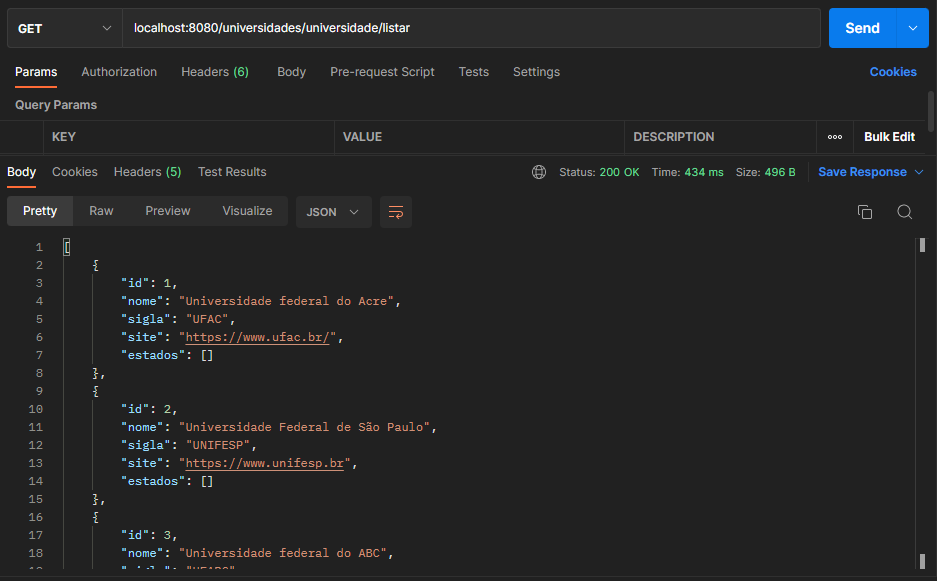 GET localhost:8080/universidades/universidade/listar Send
Params Authorization Headers (6) Body Pre-request Script Tests Settings Cookies
Query Params
KEY VALUE DESCRIPTION ooo Bulk Edit
Body Cookies Headers (5) Test Results Status: 200 OK Time: 434 ms Size: 496 B Save Response
Pretty Raw Preview Visualize JSON
1 [
2 {
3 "id": 1,
4 "nome": "Universidade federal do Acre",
5 "sigla": "UFAC",
6 "site": "https://www.ufac.br/",
7 "estados": []
8 },
9 {
10 "id": 2,
11 "nome": "Universidade Federal de São Paulo",
12 "sigla": "UNIFESP",
13 "site": "https://www.unifesp.br",
14 "estados": []
15 },
16 {
17 "id": 3,
18 "nome": "Universidade federal do ABC",